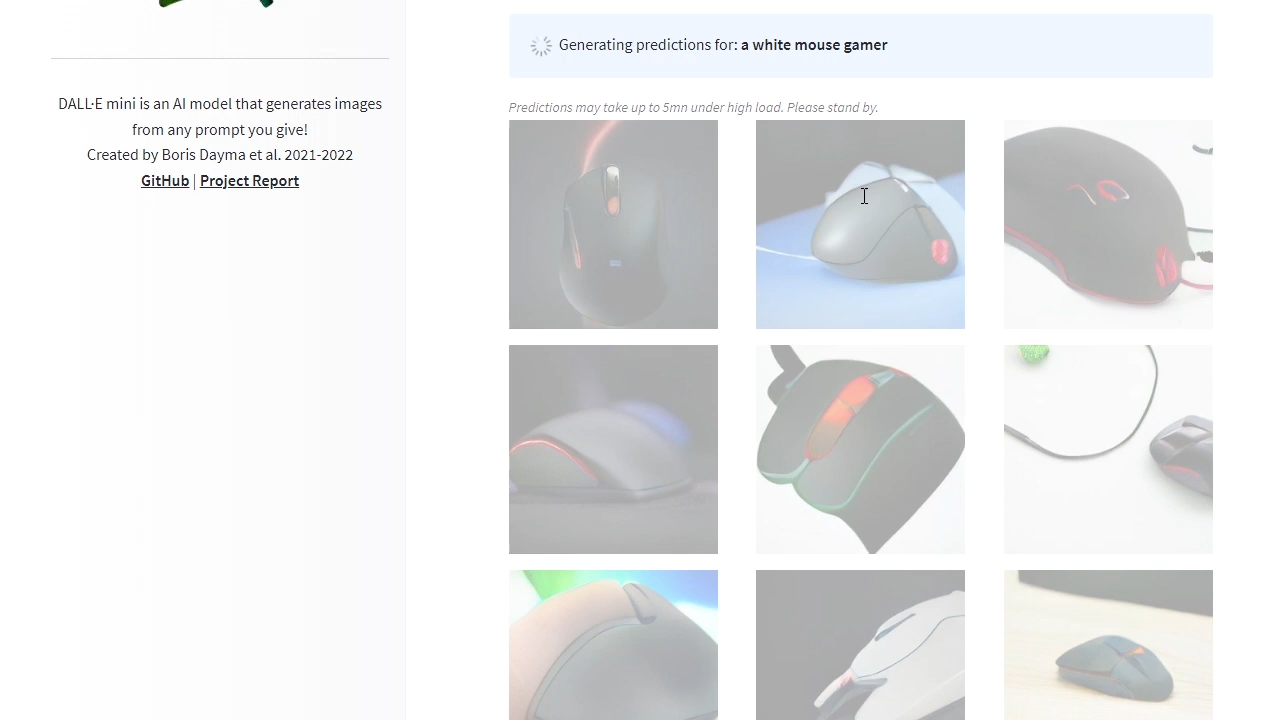 DALL·E mini is an AI model that generates images
from any prompt you give!
Created by Boris Dayma et al. 2021-2022
GitHub | Project Report
Generating predictions for: a white mouse gamer
Predictions may take up to 5mn under high load. Please stand by.